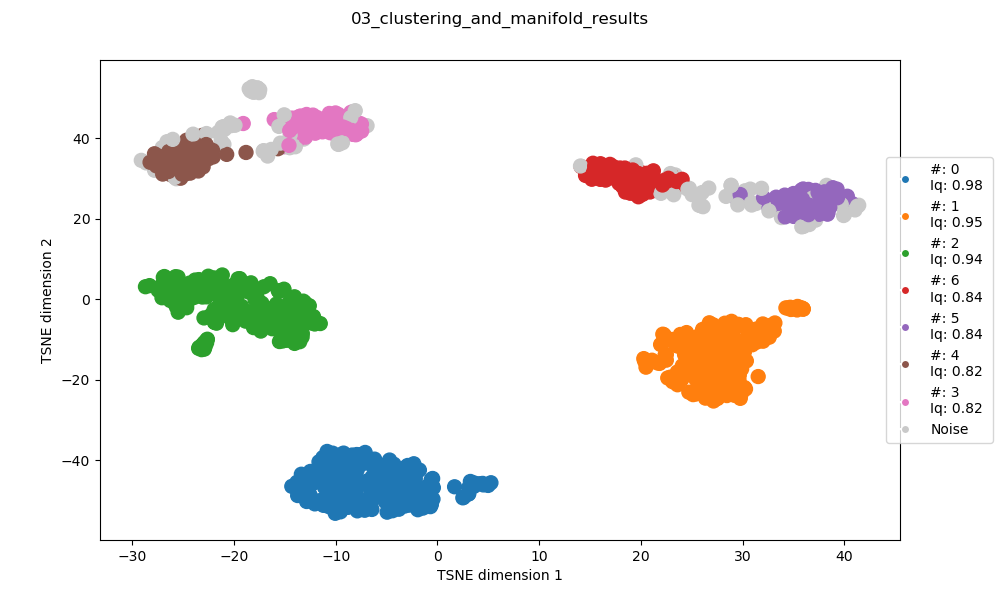 03_clustering_and_manifold_results
TSNE dimension 2
40
20
0
−20
−40
−30
−20
−10
0
10
20
30
40
TSNE dimension 1
#: 0
Iq: 0.98
#: 1
Iq: 0.95
#: 2
Iq: 0.94
#: 6
Iq: 0.84
#: 5
Iq: 0.84
#: 4
Iq: 0.82
#: 3
Iq: 0.82
Noise